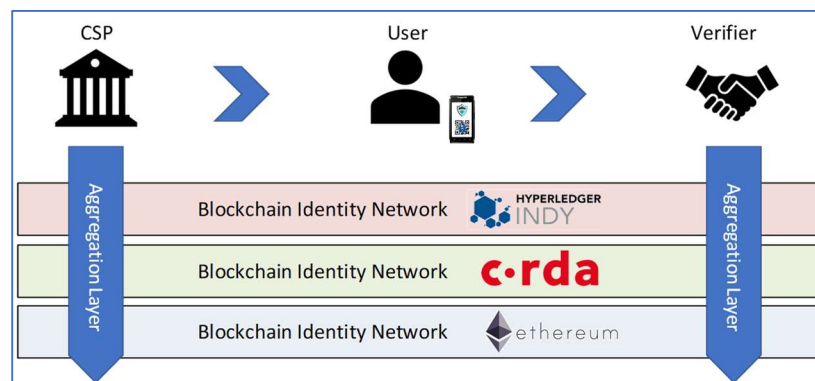 CSP
User
Verifier
Aggregation Layer
Blockchain Identity Network
HYPERLEDGER
INDY
Blockchain Identity Network
c·rda
Blockchain Identity Network
ethereum
Aggregation Layer